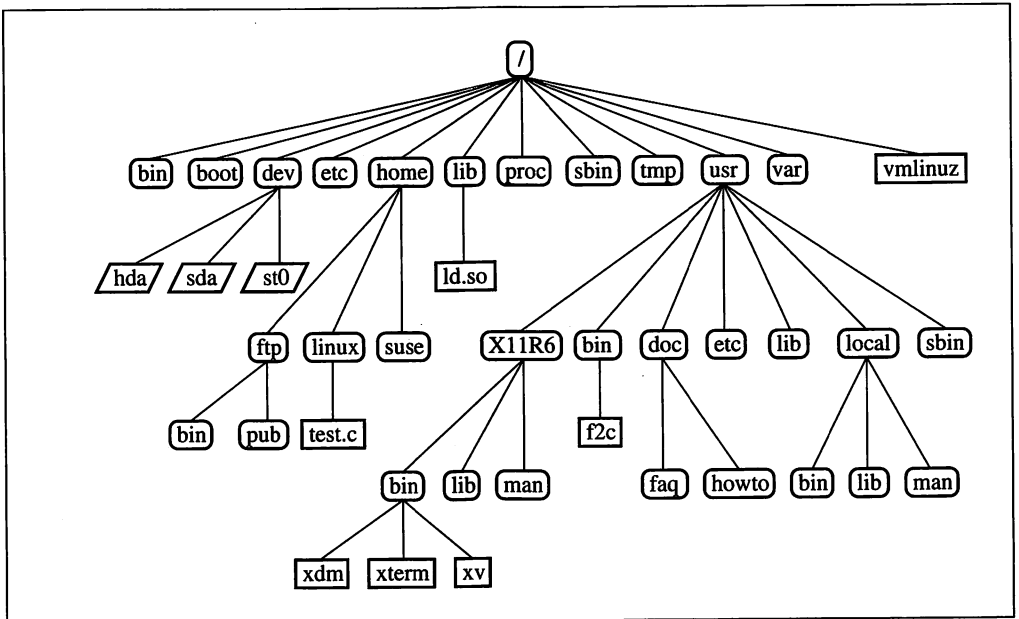 /
bin boot dev etc home lib proc sbin tmp usr var vmlinuz
hda sda st0 ld.so
ftp linux suse X11R6 bin doc etc lib local sbin
bin pub test.c f2c
bin lib man faq howto bin lib man
xdm xterm xv